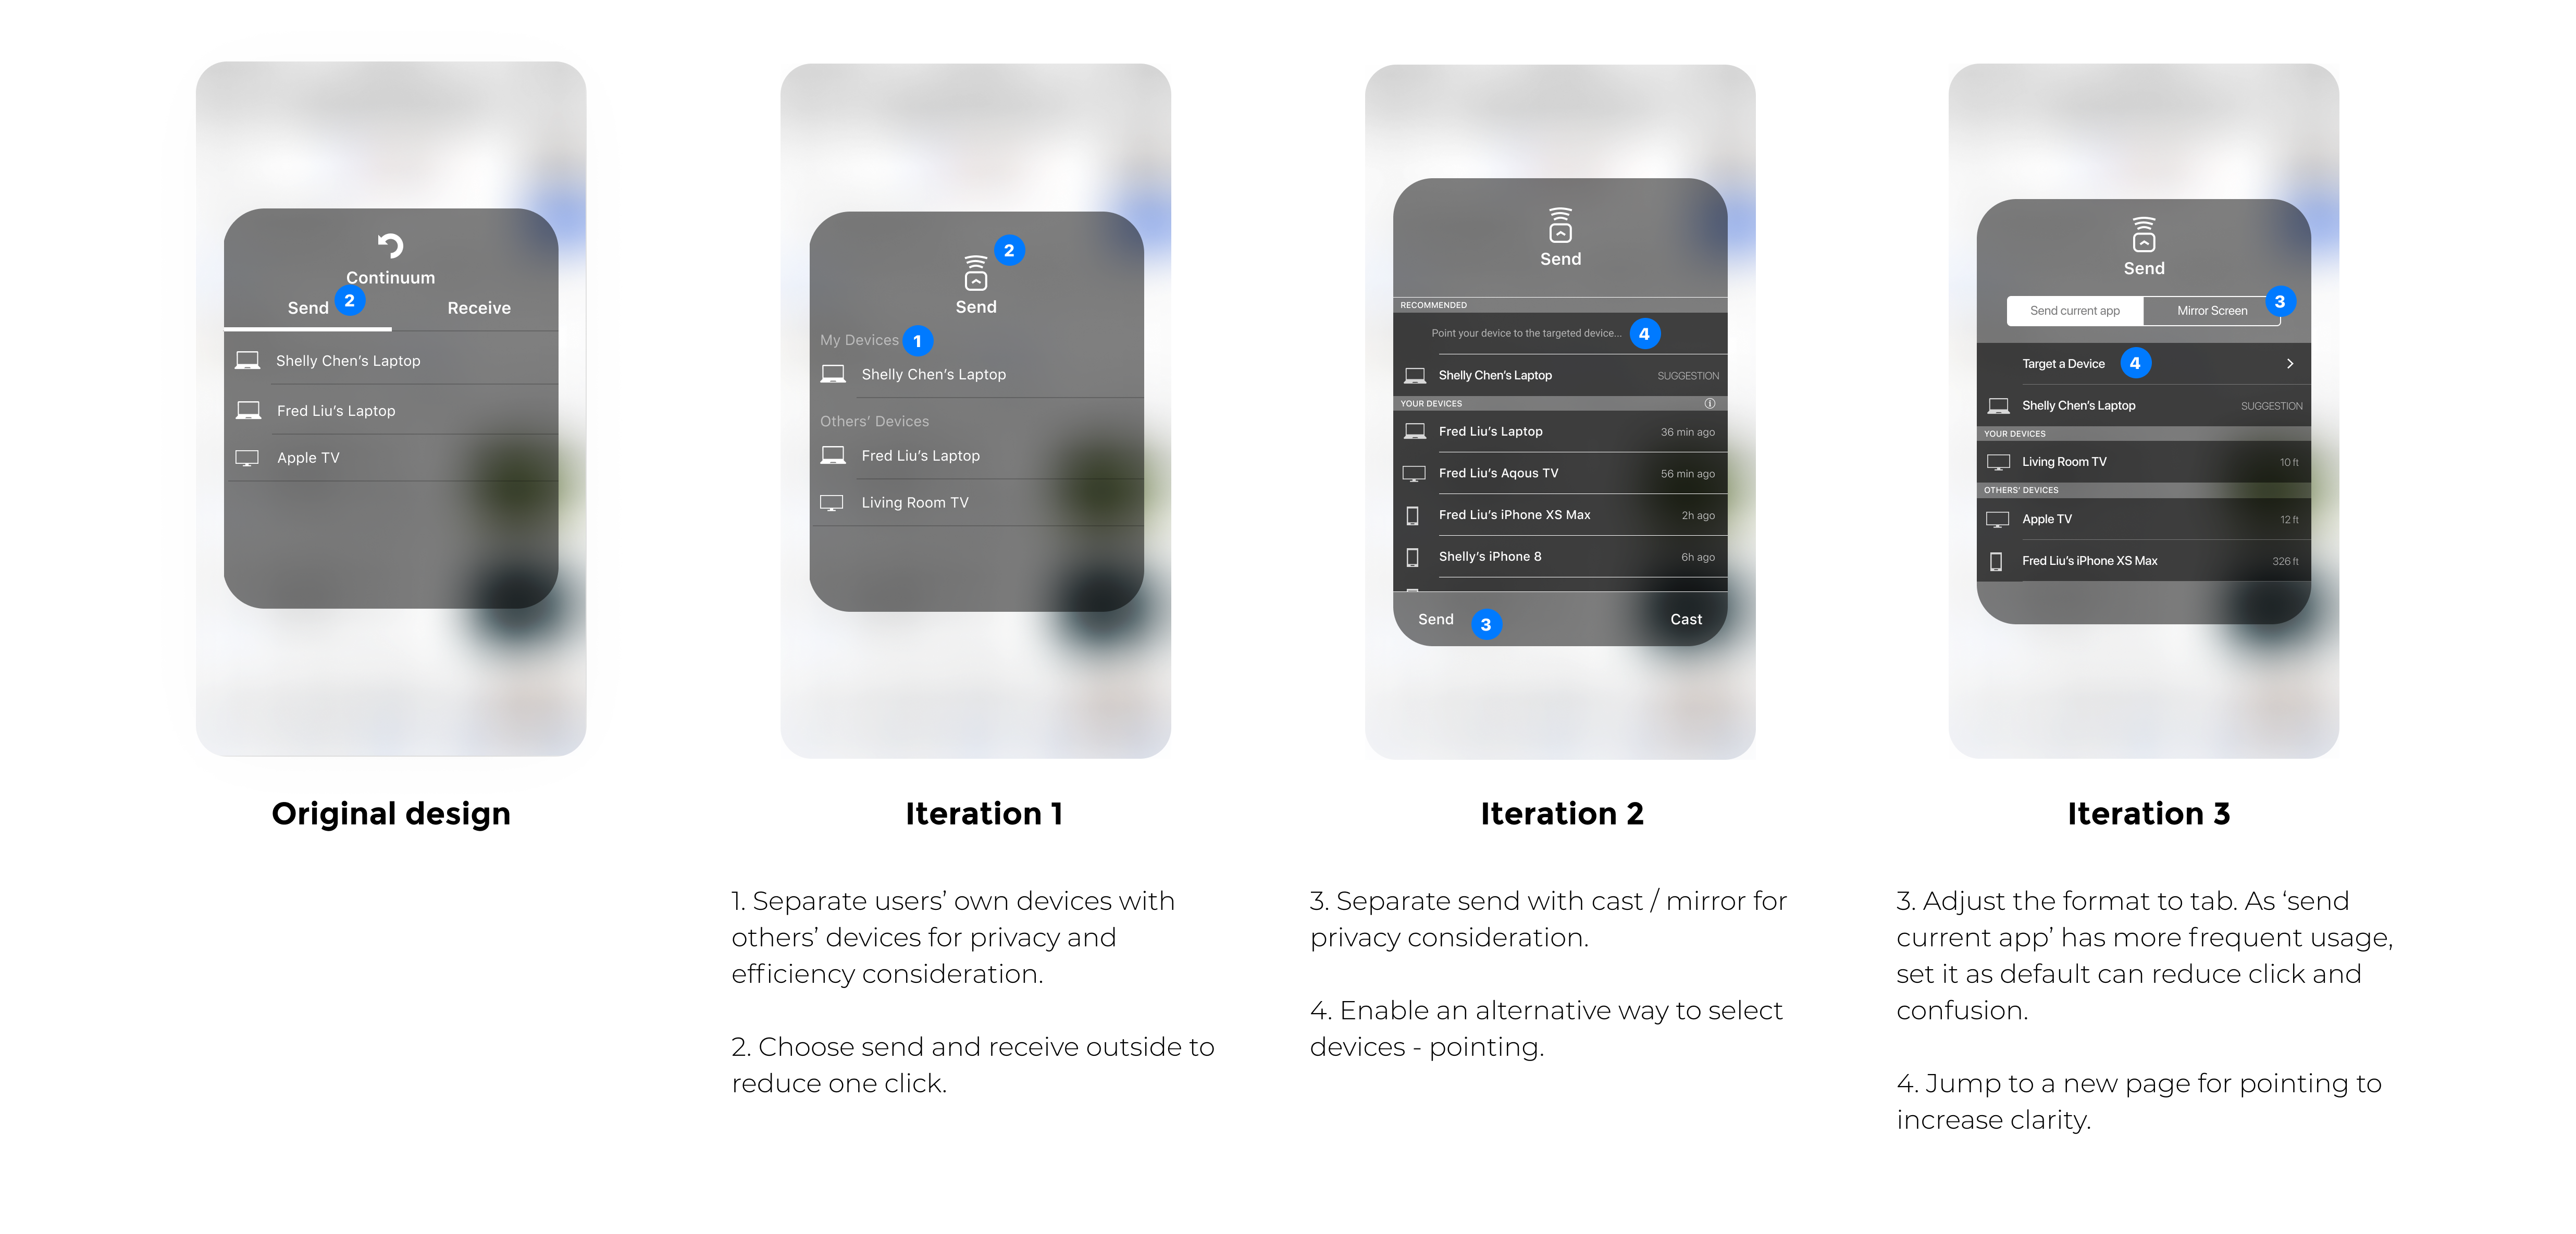 Continuum
Send 2 Receive
Shelly Chen’s Laptop
Fred Liu’s Laptop
Apple TV
Original design
2
Send
My Devices 1
Shelly Chen’s Laptop
Others’ Devices
Fred Liu’s Laptop
Living Room TV
Iteration 1
1. Separate users’ own devices with
others’ devices for privacy and
efficiency consideration.
2. Choose send and receive outside to
reduce one click.
Send
RECOMMENDED
Point your device to the targeted device... 4
Shelly Chen’s Laptop SUGGESTION
YOUR DEVICES
Fred Liu’s Laptop 36 min ago
Fred Liu’s Aqous TV 56 min ago
Fred Liu’s iPhone XS Max 2h ago
Shelly’s iPhone 8 6h ago
Send 3 Cast
Iteration 2
3. Separate send with cast / mirror for
privacy consideration.
4. Enable an alternative way to select
devices - pointing.
Send
Send current app Mirror Screen 3
Target a Device 4
Shelly Chen’s Laptop SUGGESTION
YOUR DEVICES
Living Room TV 10 ft
OTHERS’ DEVICES
Apple TV 12 ft
Fred Liu’s iPhone XS Max 326 ft
Iteration 3
3. Adjust the format to tab. As ‘send
current app’ has more frequent usage,
set it as default can reduce click and
confusion.
4. Jump to a new page for pointing to
increase clarity.